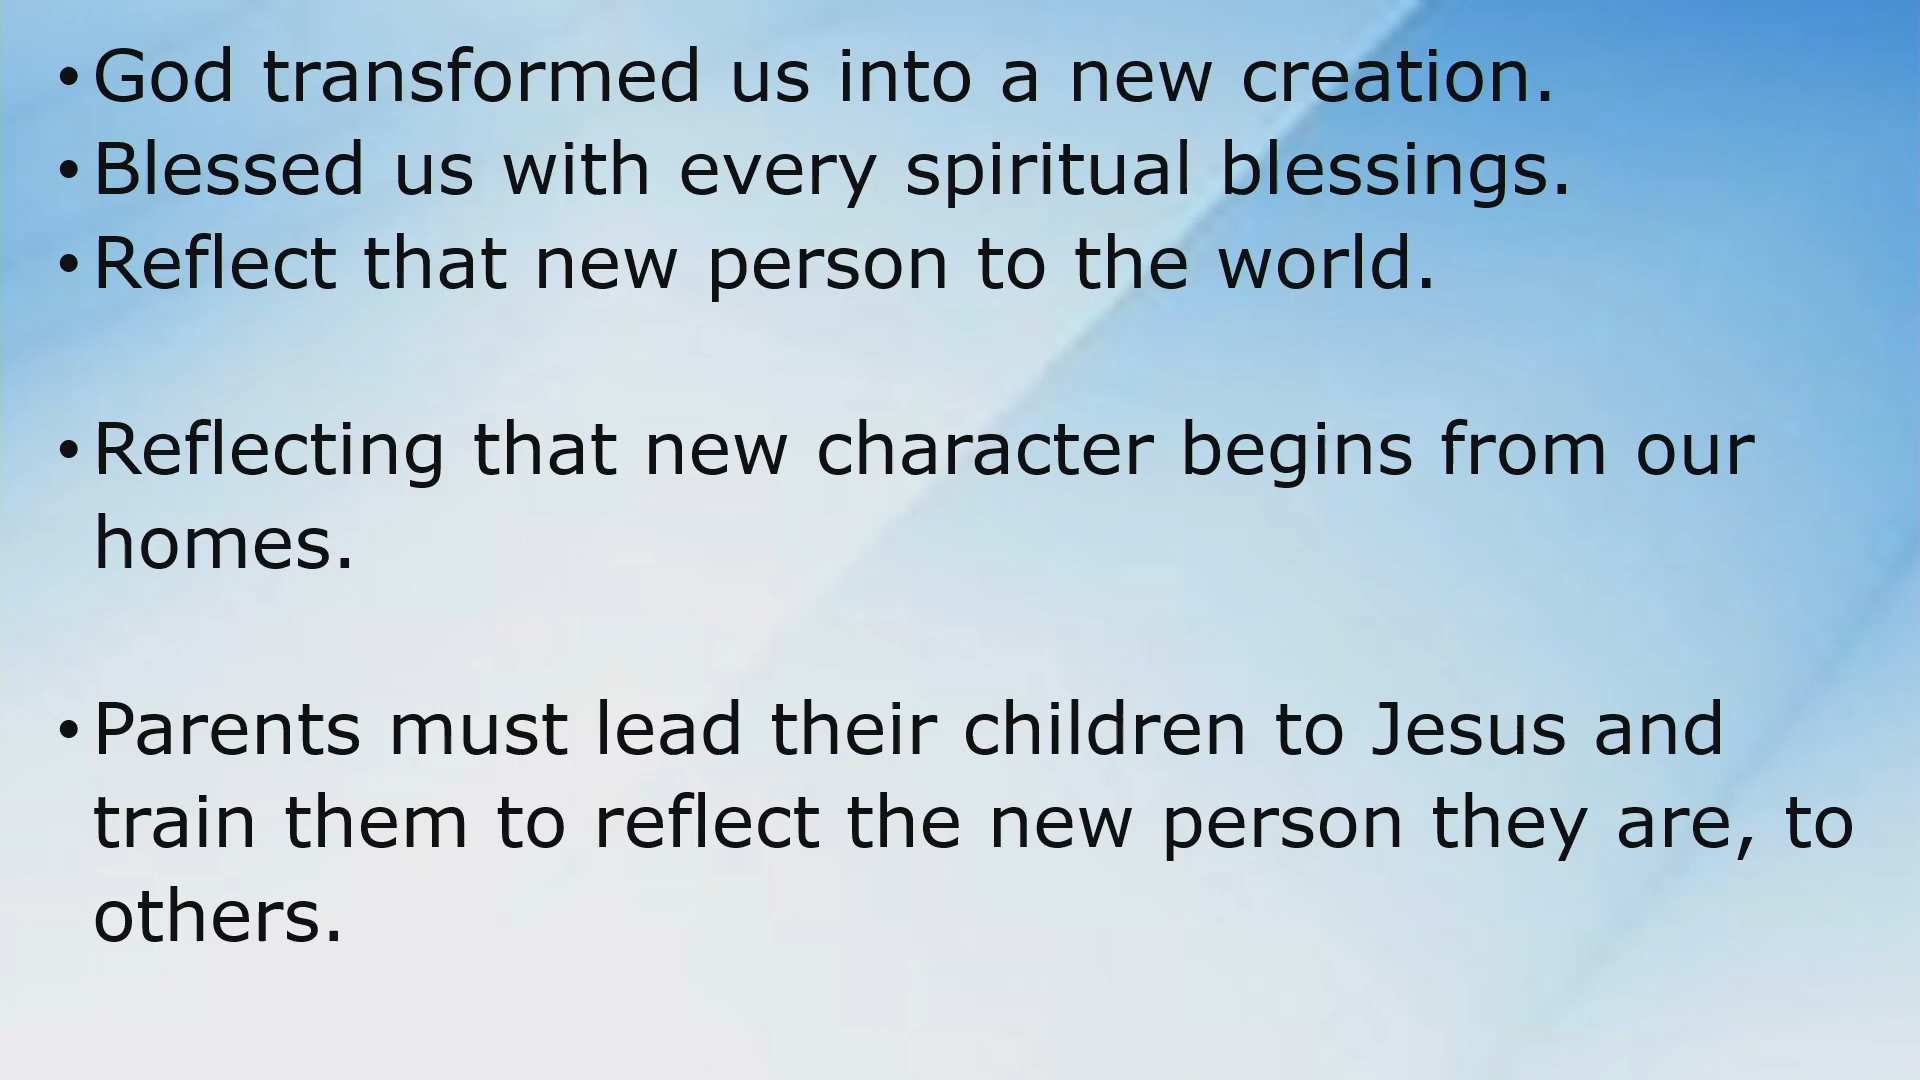 • God transformed us into a new creation.
• Blessed us with every spiritual blessings.
• Reflect that new person to the world.
• Reflecting that new character begins from our
homes.
• Parents must lead their children to Jesus and
train them to reflect the new person they are, to
others.